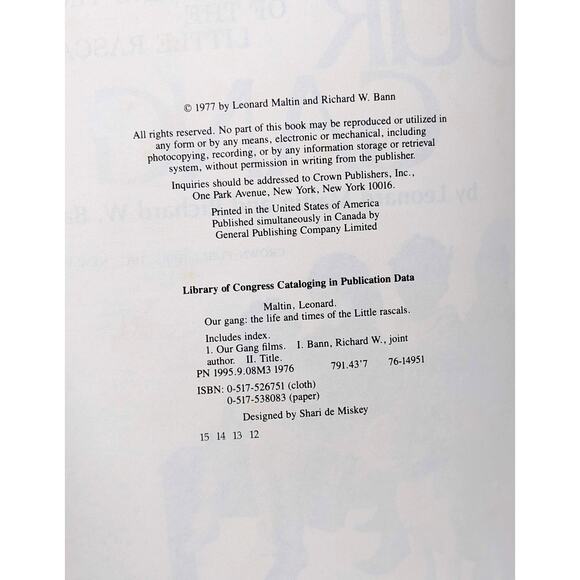 © 1977 by Leonard Maltin and Richard W. Bann
All rights reserved. No part of this book may be reproduced or utilized in
any form or by any means, electronic or mechanical, including
photocopying, recording, or by any information storage or retrieval
system, without permission in writing from the publisher.
Inquiries should be addressed to Crown Publishers, Inc.,
One Park Avenue, New York, New York 10016.
Printed in the United States of America
Published simultaneously in Canada by
General Publishing Company Limited
Library of Congress Cataloging in Publication Data
Maltin, Leonard.
Our gang: the life and times of the Little rascals.
Includes index.
1. Our Gang films. I. Bann, Richard W., joint
author. II. Title.
PN 1995.9.08M3 1976 791.43'7 76-14951
ISBN: 0-517-526751 (cloth)
0-517-538083 (paper)
Designed by Shari de Miskey
15 14 13 12